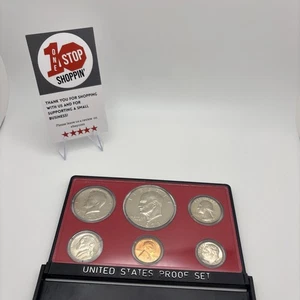 ONE
STOP
SHOPPIN'
THANK YOU FOR SHOPPING
WITH US AND FOR
SUPPORTING A SMALL
BUSINESS!
UNITED STATES PROOF SET